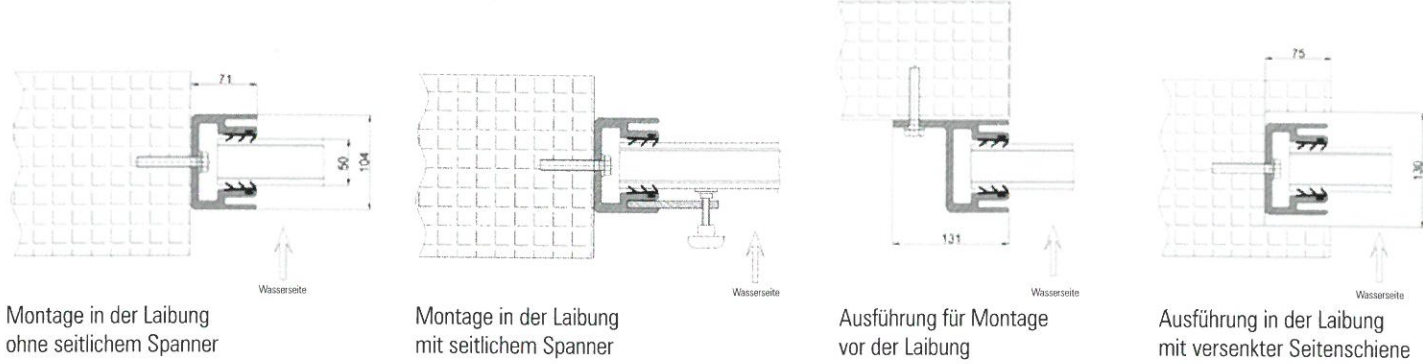 71
50
104
Wasserseite
Montage in der Laibung
ohne seitlichem Spanner
Wasserseite
Montage in der Laibung
mit seitlichem Spanner
131
Wasserseite
Ausführung für Montage
vor der Laibung
75
130
Wasserseite
Ausführung in der Laibung
mit versenkter Seitenschiene